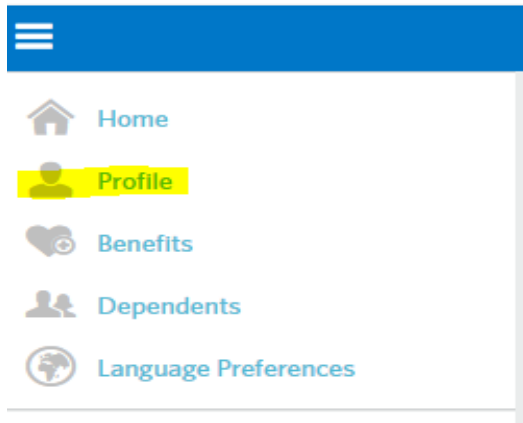 Home
Profile
Benefits
Dependents
Language Preferences